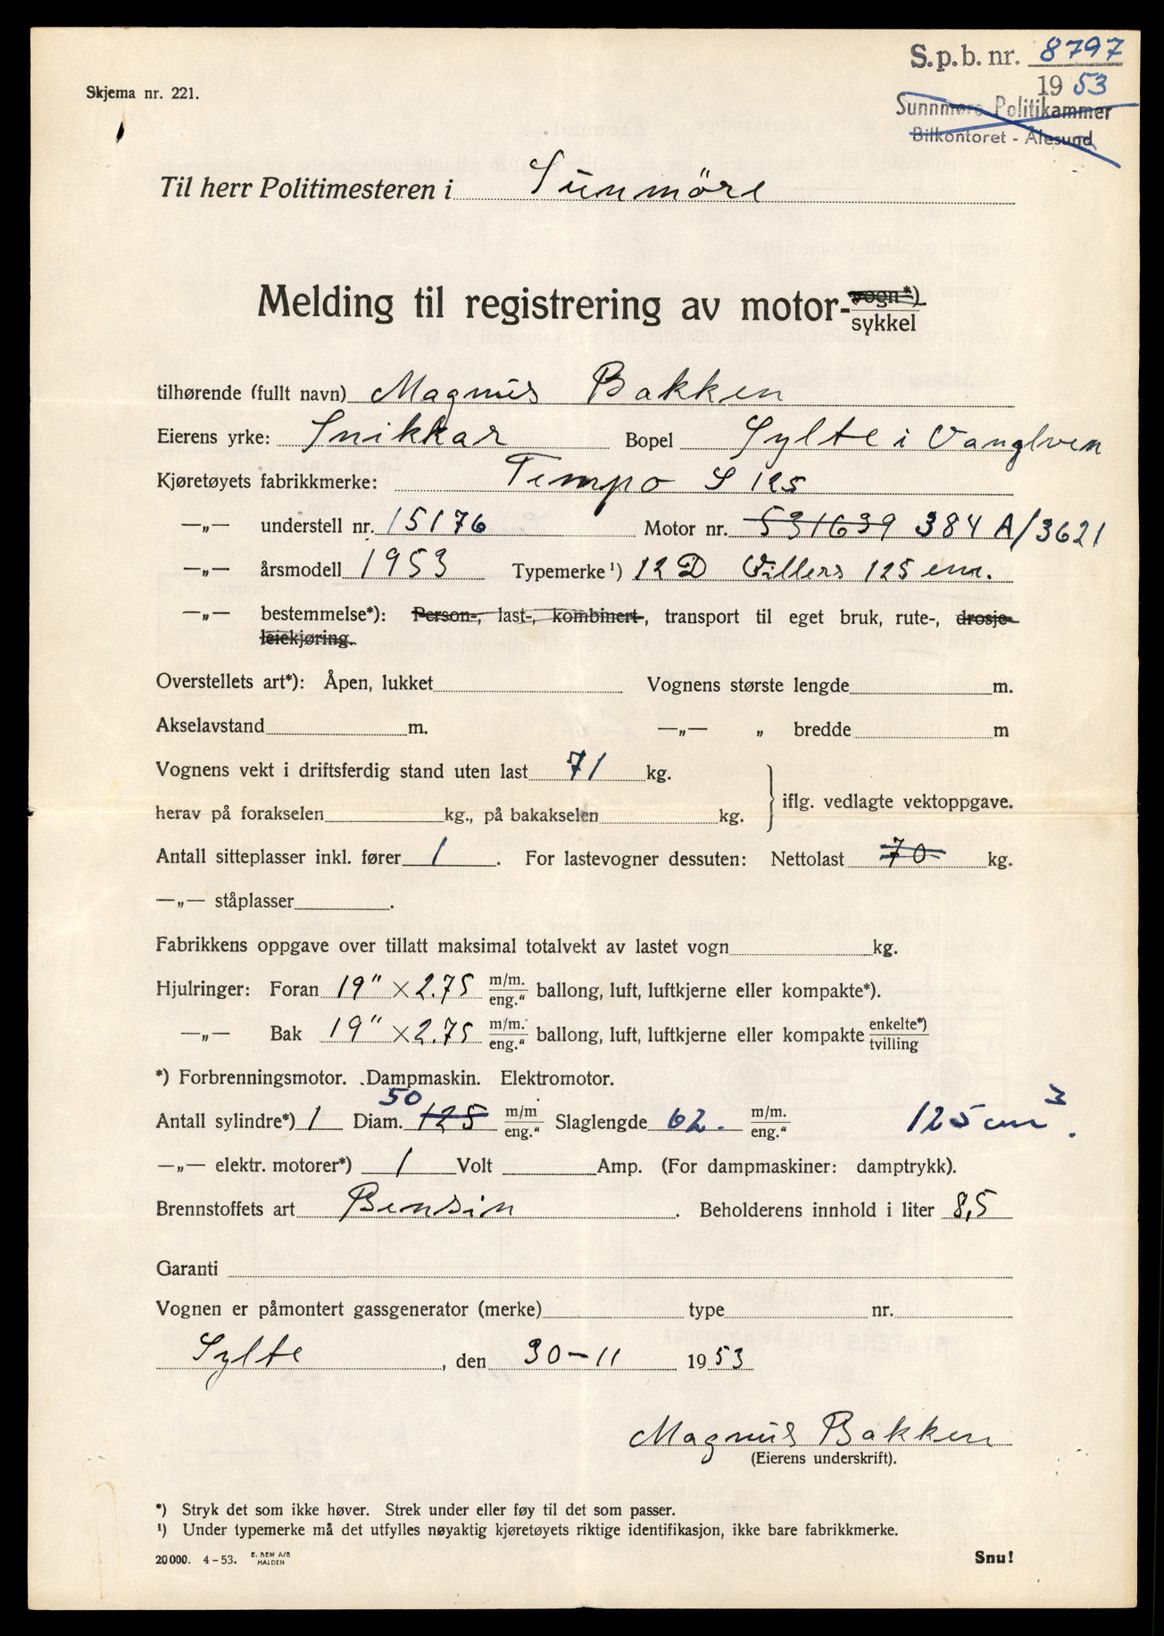 S.p.b. nr. 8797
1953
Skjema nr. 221.
Sunnmøre Politikammer
Bilkontoret - Ålesund
Til herr Politimesteren i Sunmöre
Melding til registrering av motor-vogn*)
sykkel
tilhørende (fullt navn) Magnus Bakken
Eierens yrke: Snikkar Bopel Sylte i Vanylven
Kjøretøyets fabrikkmerke: Tempo S 125
—„— understell nr. 15176 Motor nr. 531639 384 A/3621
—„— årsmodell 1953 Typemerke¹) 12 D Villers 125 cm.
—„— bestemmelse*): Person-, last-, kombinert-, transport til eget bruk, rute-, drosje-
leiekjøring.
Overstellets art*): Åpen, lukket Vognens største lengde m.
Akselavstand m. —„— „ bredde m
Vognens vekt i driftsferdig stand uten last 71 kg.
iflg. vedlagte vektoppgave.
herav på forakselen kg., på bakakselen kg.
Antall sitteplasser inkl. fører 1. For lastevogner dessuten: Nettolast 70 kg.
—„— ståplasser .
Fabrikkens oppgave over tillatt maksimal totalvekt av lastet vogn kg.
Hjulringer: Foran 19" × 2.75 m/m. eng.“ ballong, luft, luftkjerne eller kompakte*).
—„— Bak 19" × 2.75 m/m. eng.“ ballong, luft, luftkjerne eller kompakte enkelte*) tvilling
*) Forbrenningsmotor. Dampmaskin. Elektromotor.
50
Antall sylindre*) 1 Diam. 125 m/m eng.“ Slaglengde 62. m/m. eng.“ 125 cm³.
—„— elektr. motorer*) 1 Volt Amp. (For dampmaskiner: damptrykk).
Brennstoffets art Bensin . Beholderens innhold i liter 8,5
Garanti
Vognen er påmontert gassgenerator (merke) type nr.
Sylte, den 30-11 1953
Magnus Bakken
(Eierens underskrift).
*) Stryk det som ikke høver. Strek under eller føy til det som passer.
¹) Under typemerke må det utfylles nøyaktig kjøretøyets riktige identifikasjon, ikke bare fabrikkmerke.
20 000. 4-53. E. SEM A/S HALDEN Snu!